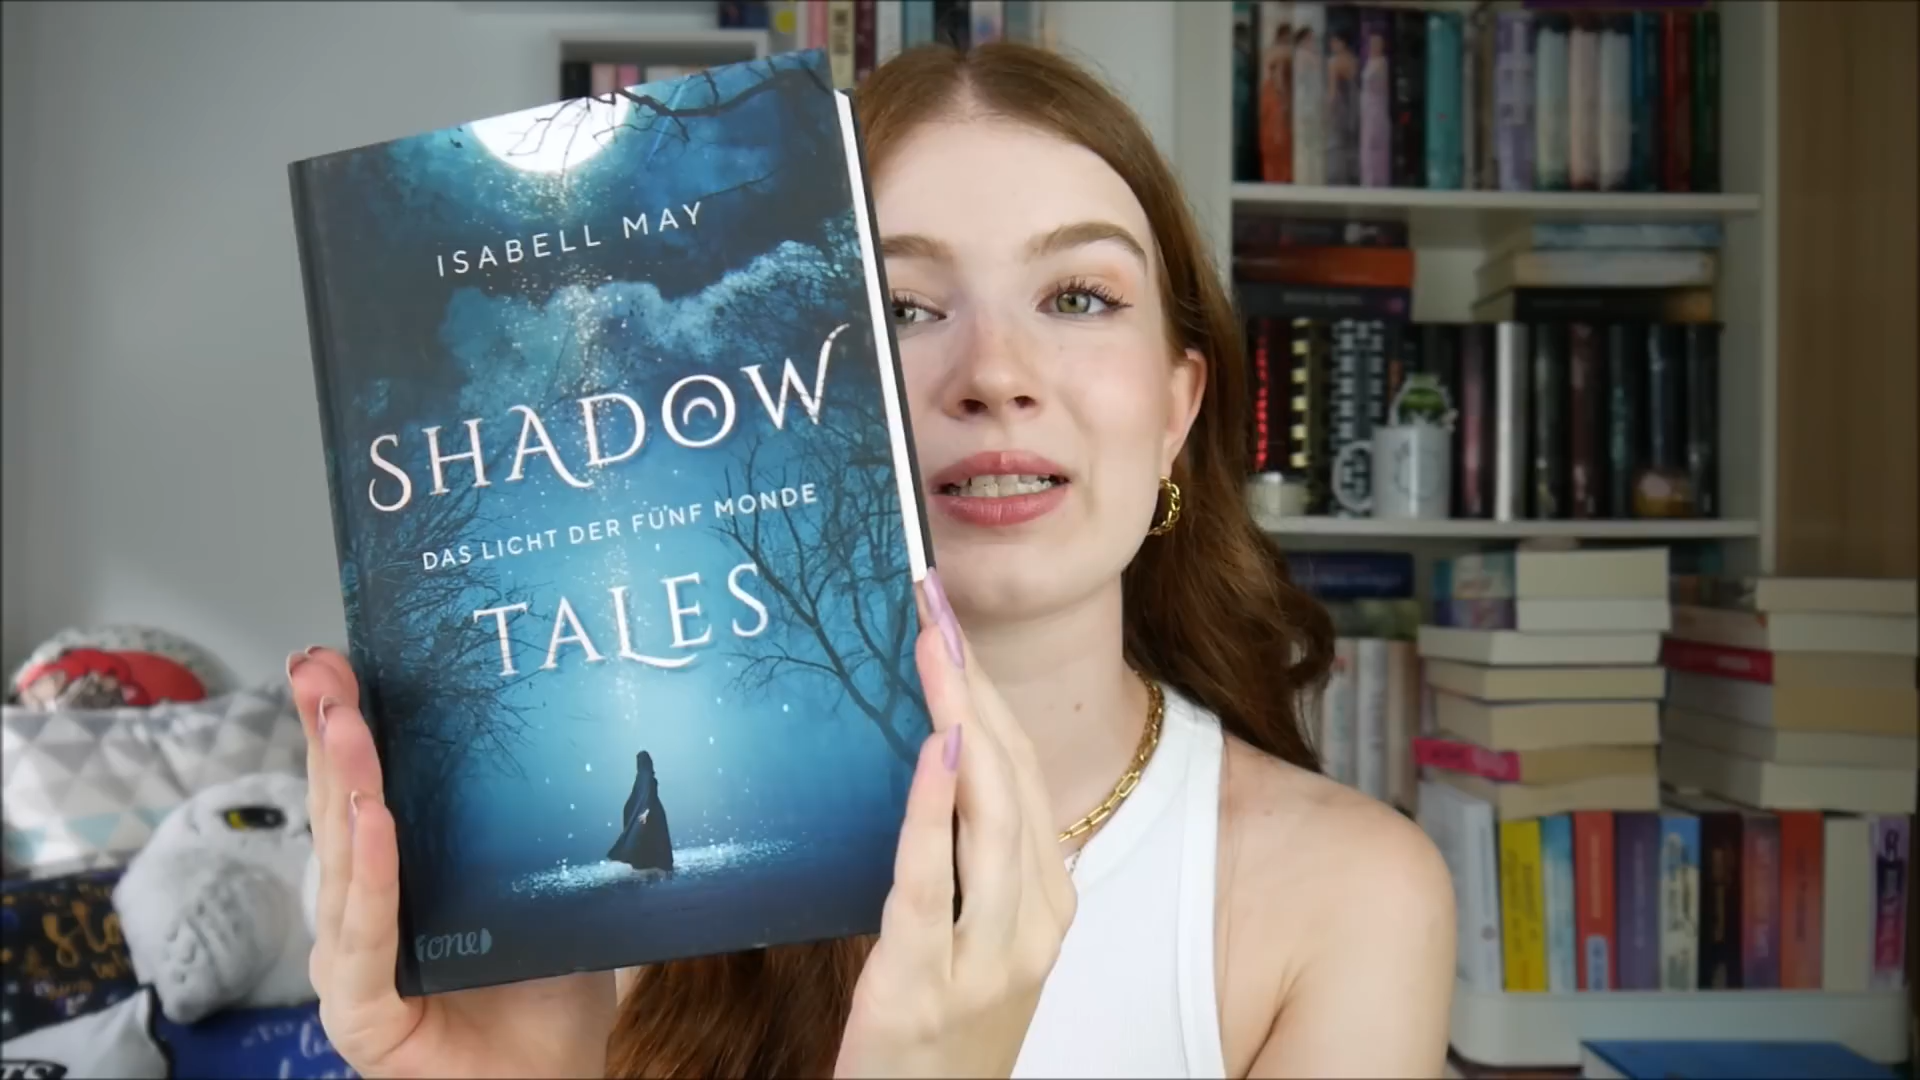 ISABELL MAY
SHADOW
DAS LICHT DER FÜNF MONDE
TALES
one